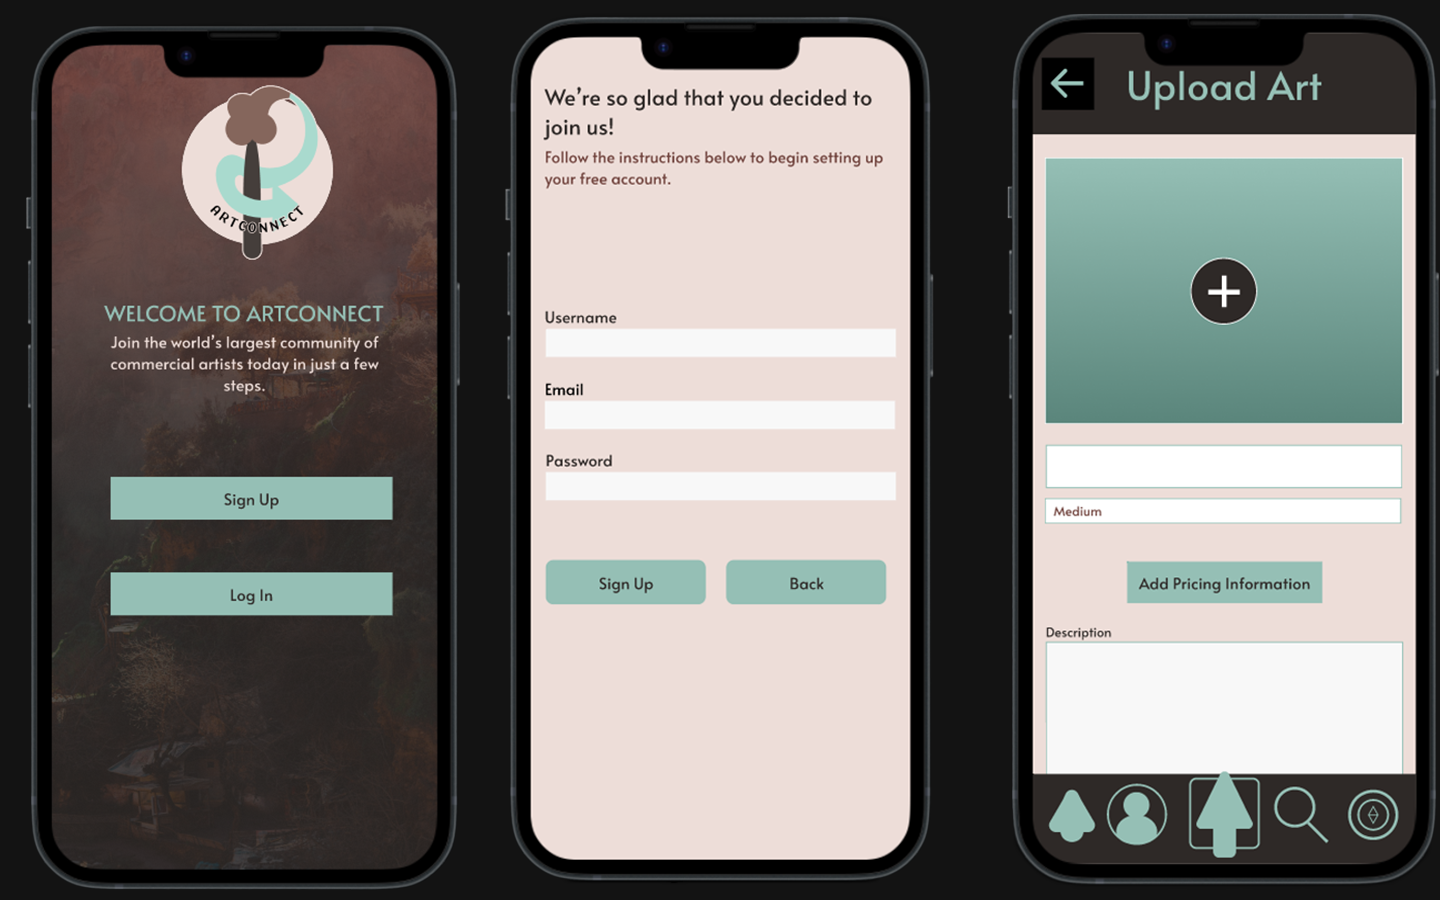 ARTCONNECT
WELCOME TO ARTCONNECT
Join the world's largest community of
commercial artists today in just a few
steps.
Sign Up
Log In
We're so glad that you decided to
join us!
Follow the instructions below to begin setting up
your free account.
Username
Email
Password
Sign Up
Back
Upload Art
Medium
Add Pricing Information
Description